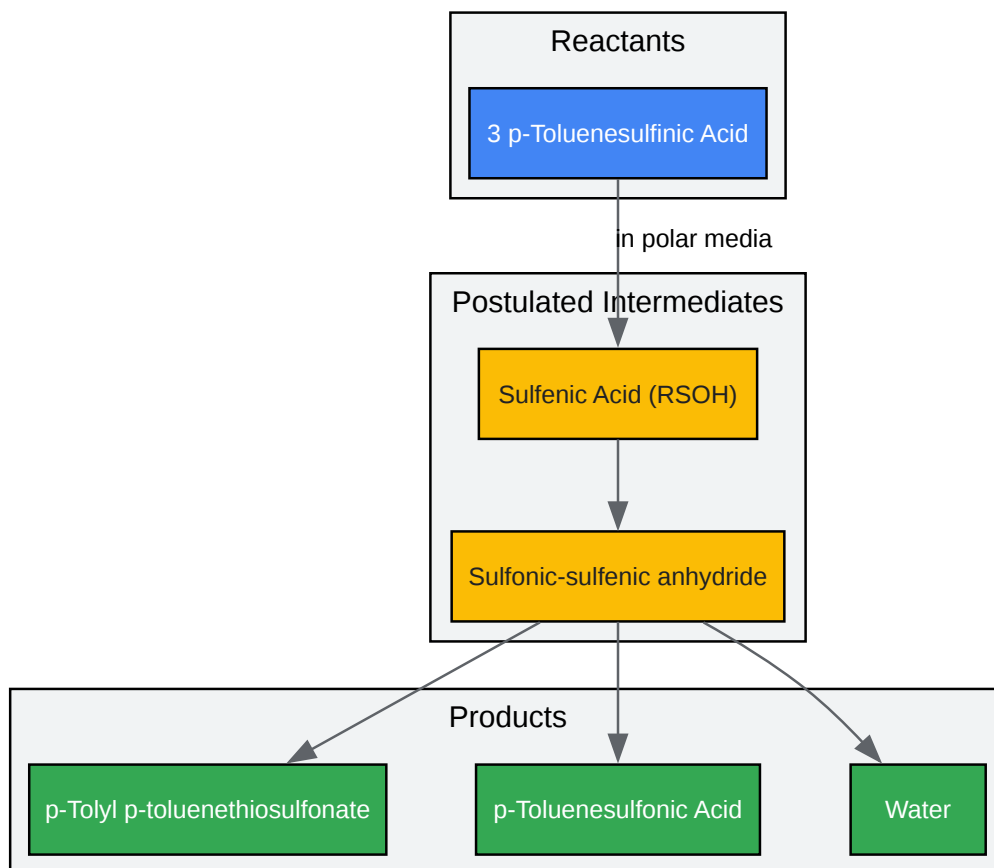 Reactants
3 p-Toluenesulfinic Acid
in polar media
Postulated Intermediates
Sulfenic Acid (RSOH)
Sulfonic-sulfenic anhydride
Products
p-Tolyl p-toluenethiosulfonate
p-Toluenesulfonic Acid
Water